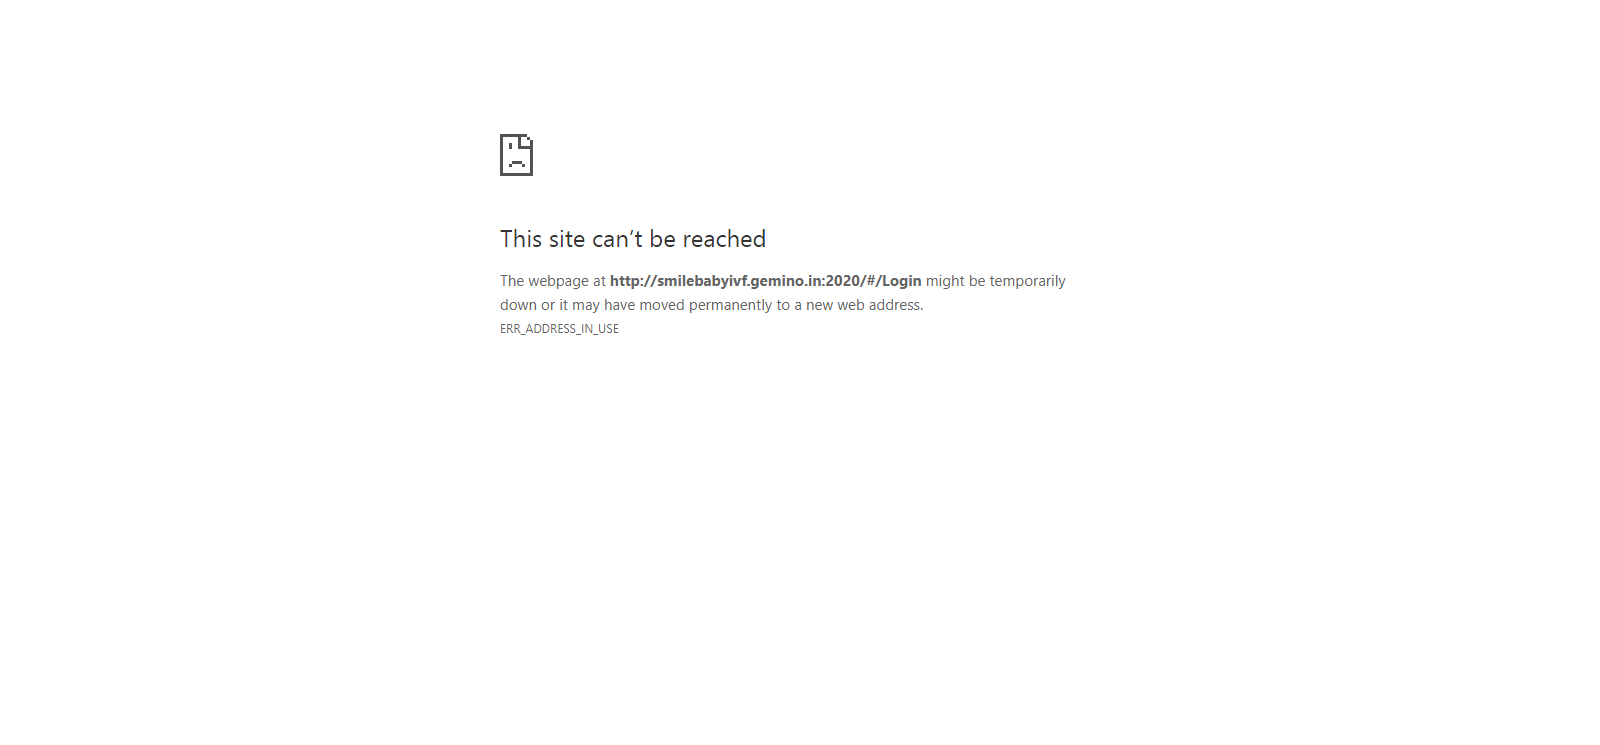 This site can’t be reached
The webpage at http://smilebabyivf.gemino.in:2020/#/Login might be temporarily
down or it may have moved permanently to a new web address.
ERR_ADDRESS_IN_USE